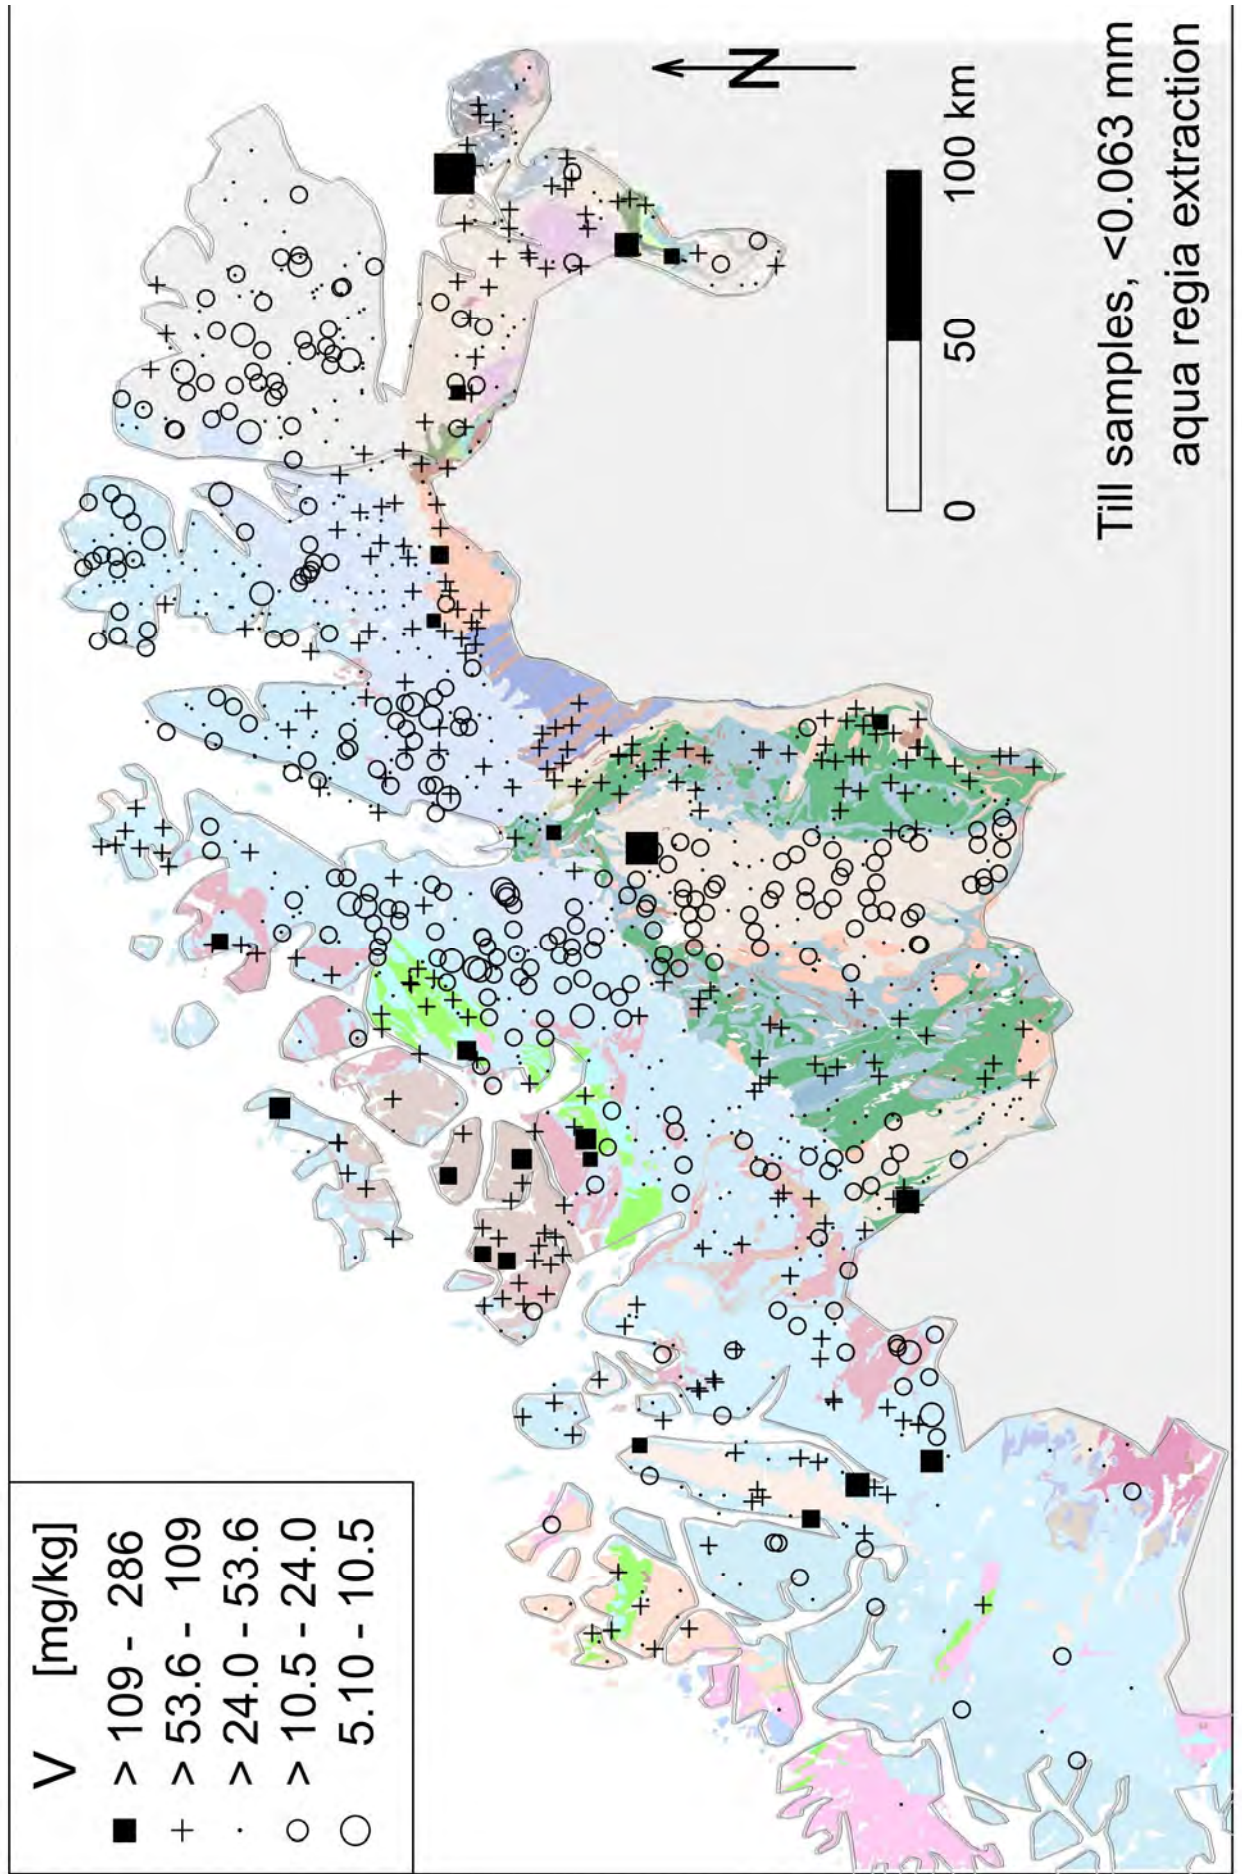 V [mg/kg]
> 109 - 286
> 53.6 - 109
> 24.0 - 53.6
> 10.5 - 24.0
5.10 - 10.5
N
0 50 100 km
Till samples, <0.063 mm
aqua regia extraction